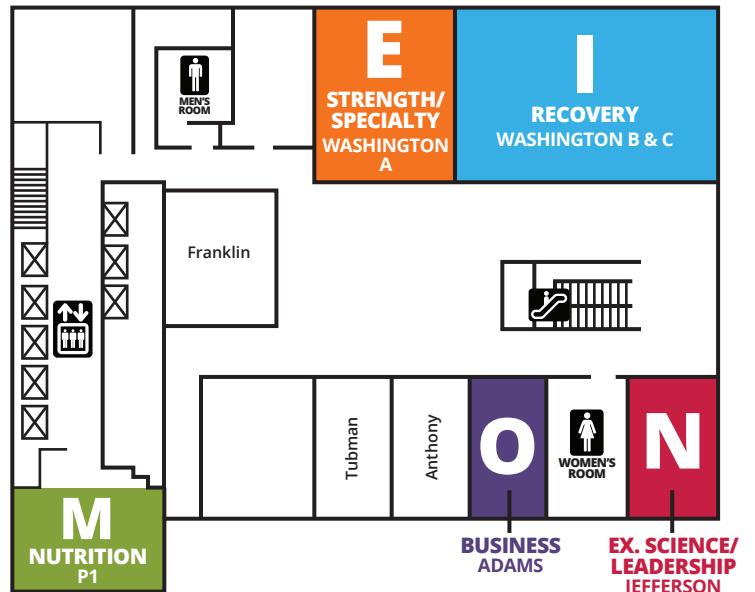 E
STRENGTH/
SPECIALTY
WASHINGTON
A
I
RECOVERY
WASHINGTON B & C
MEN'S
ROOM
Franklin
Tubman
Anthony
O
WOMEN'S
ROOM
N
M
NUTRITION
P1
BUSINESS
ADAMS
EX. SCIENCE/
LEADERSHIP
JEFFERSON